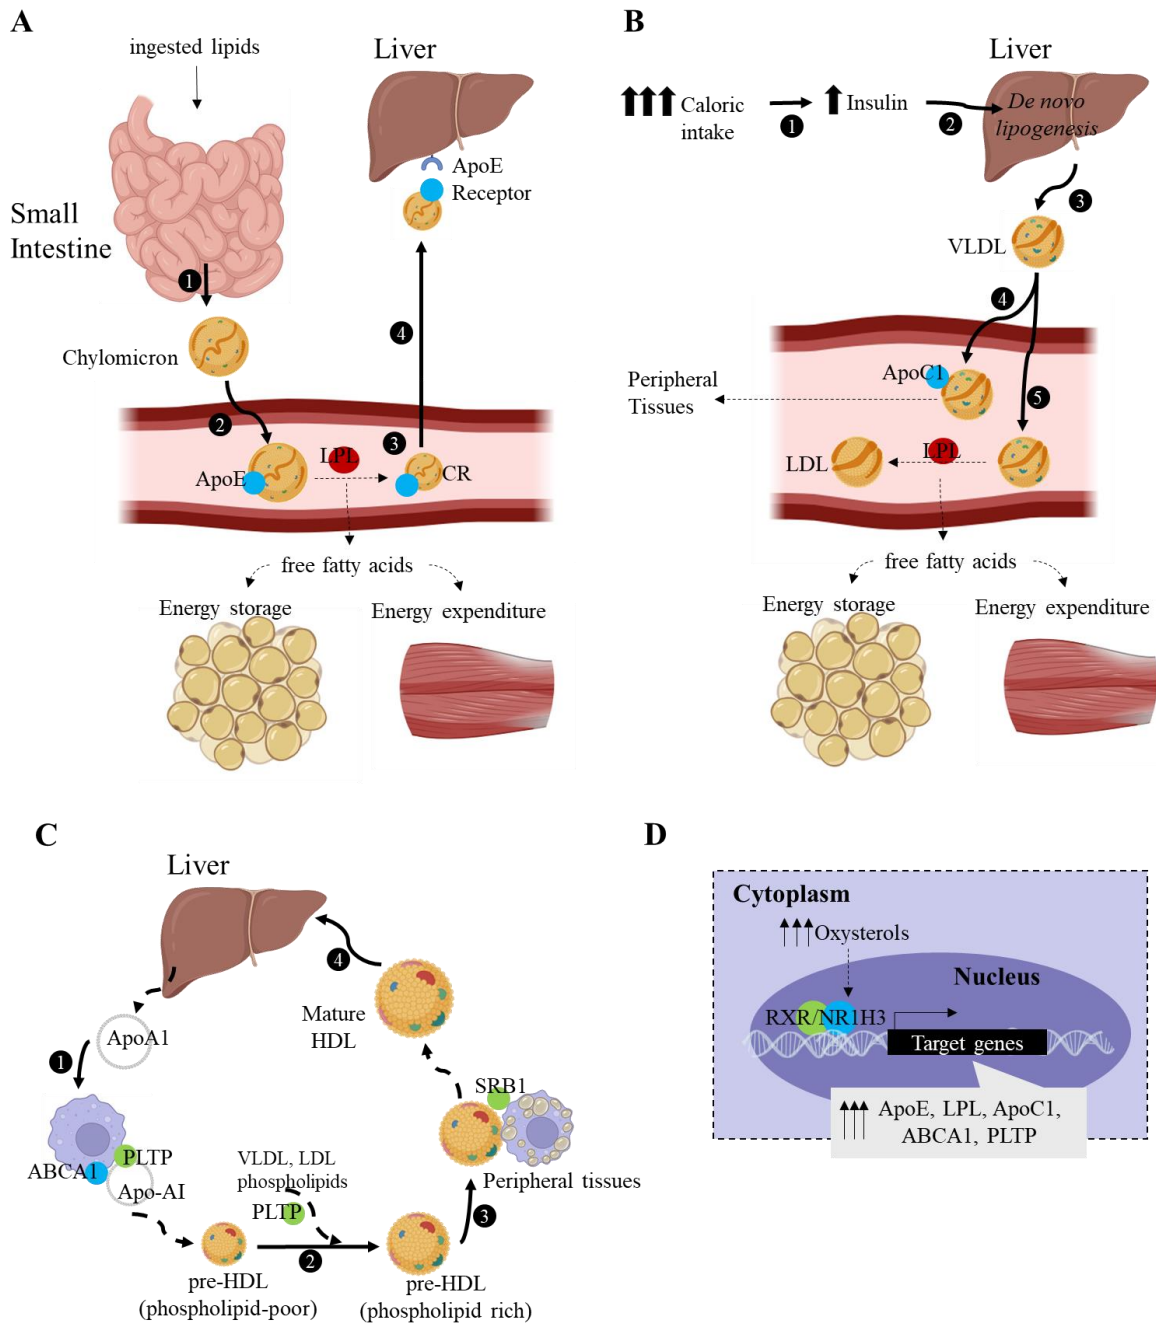 A
ingested lipids
Liver
ApoE
Receptor
Small
Intestine
1
Chylomicron
2
3
4
ApoE
LPL
CR
free fatty acids
Energy storage
Energy expenditure
B
Liver
Caloric
intake
1
Insulin
2
De novo
lipogenesis
3
VLDL
4
ApoC1
Peripheral
Tissues
5
LDL
LPL
free fatty acids
Energy storage
Energy expenditure
C
Liver
4
Mature
HDL
ApoA1
1
SRB1
ABCA1
PLTP
Apo-AI
VLDL, LDL
phospholipids
PLTP
Peripheral tissues
3
2
pre-HDL
(phospholipid-poor)
pre-HDL
(phospholipid rich)
D
Cytoplasm
Oxysterols
Nucleus
RXR/NR1H3
Target genes
ApoE, LPL, ApoC1,
ABCA1, PLTP